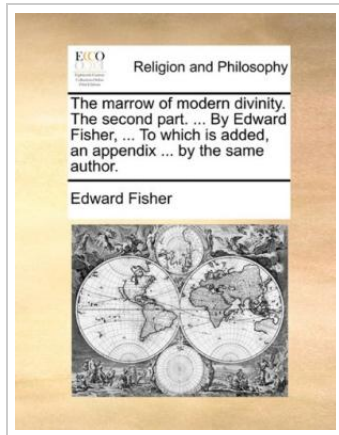 ECCO
Religion and Philosophy
The marrow of modern divinity.
The second part. ... By Edward
Fisher, ... To which is added,
an appendix ... by the same
author.
Edward Fisher